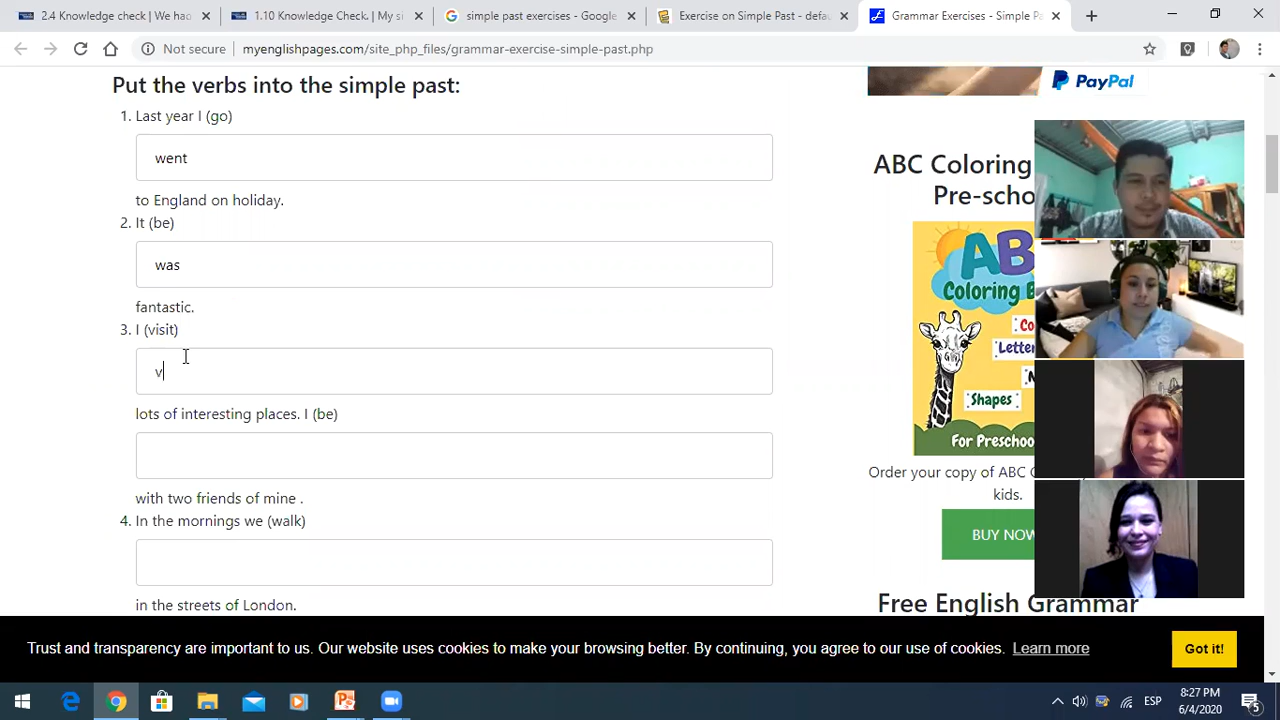 2.4 Knowledge check | Wel
1.10 Knowledge Check. | My s
simple past exercises - Google
Exercise on Simple Past - defau
Grammar Exercises - Simple Pa
Not secure
myenglishpages.com/site_php_files/grammar-exercise-simple-past.php
Put the verbs into the simple past:
1. Last year I (go)
went
to England on holiday.
2. It (be)
was
fantastic.
3. I (visit)
v
lots of interesting places. I (be)
with two friends of mine .
4. In the mornings we (walk)
in the streets of London.
PayPal
ABC Coloring
Pre-scho
AB
Coloring B
Co
Letter
Shapes
For Preschoo
Order your copy of ABC C
kids.
BUY NOW
Free English Grammar
Trust and transparency are important to us. Our website uses cookies to make your browsing better. By continuing, you agree to our use of cookies. Learn more
Got it!
ESP
8:27 PM
6/4/2020
5